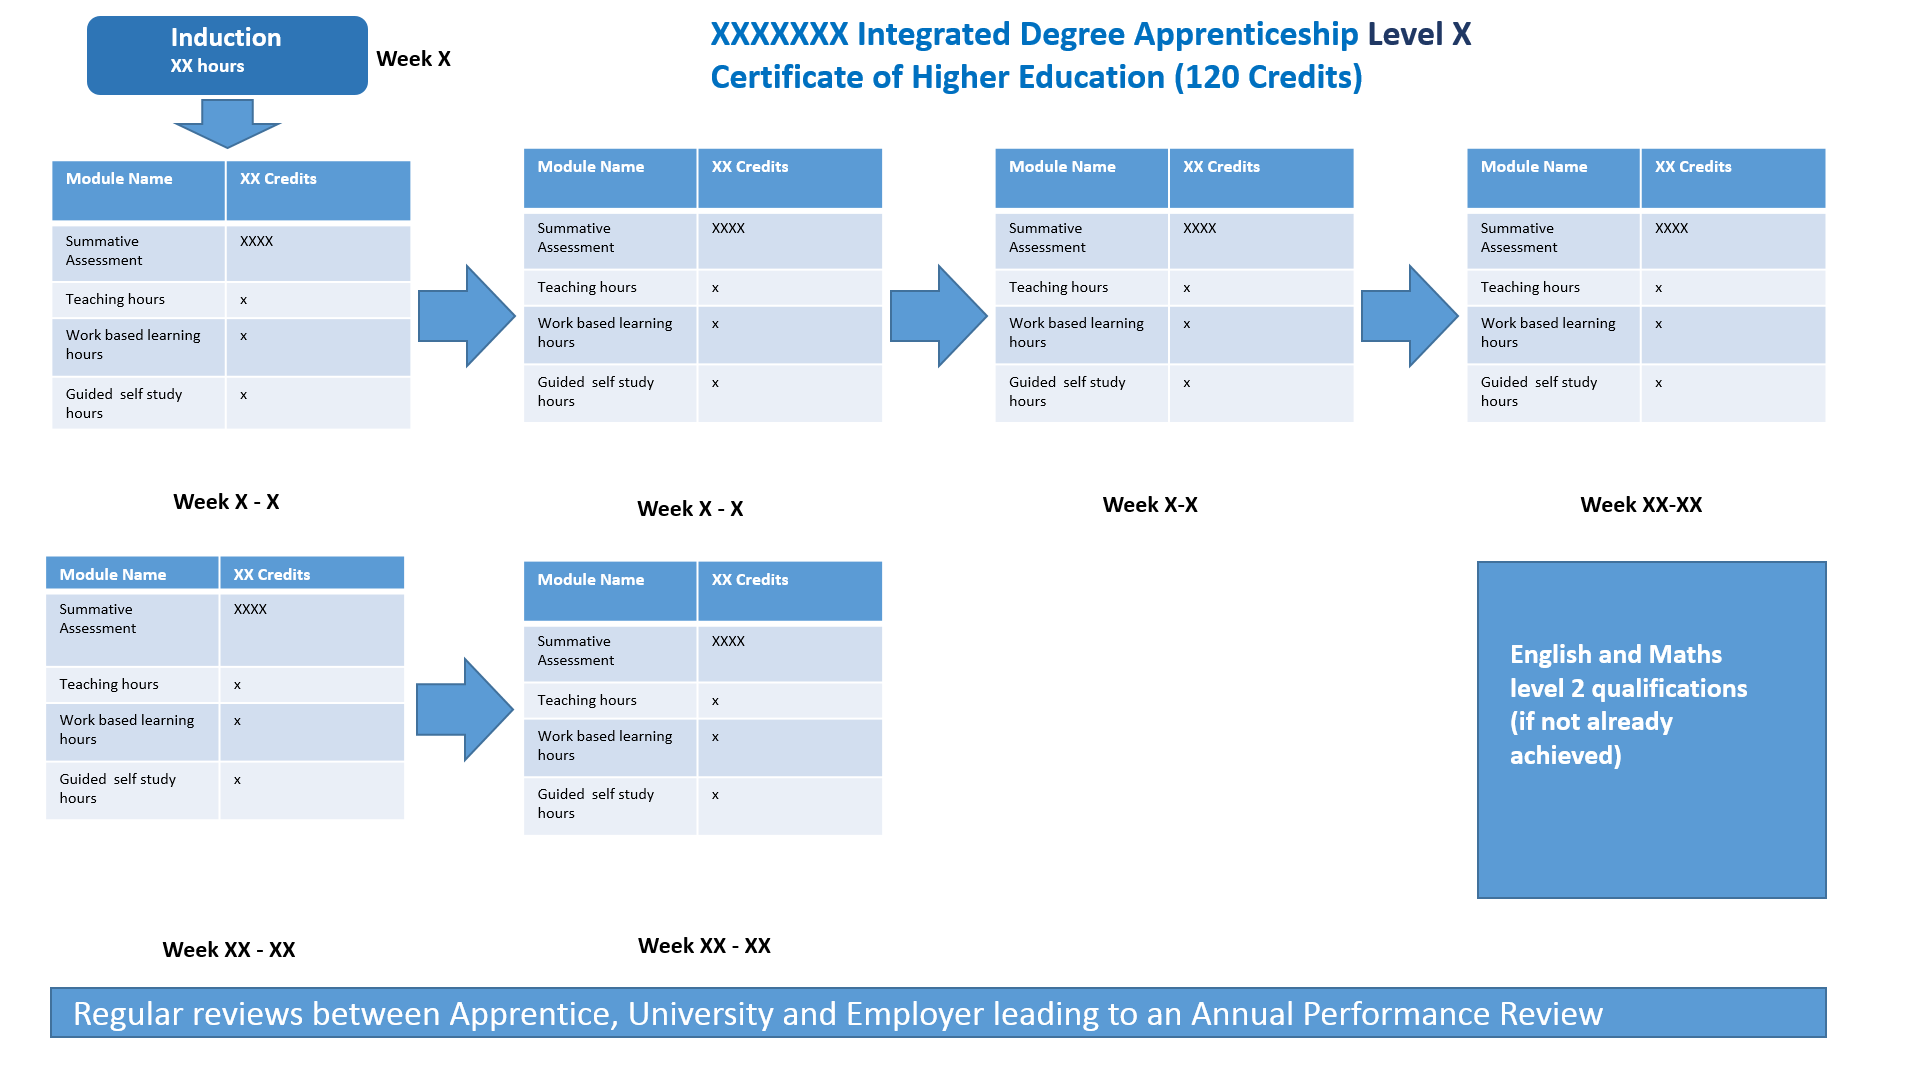 Induction
XX hours
Week X
XXXXXXX Integrated Degree Apprenticeship Level X
Certificate of Higher Education (120 Credits)
Module Name XX Credits
Summative
Assessment
XXXX
Teaching hours x
Work based learning
hours
x
Guided  self study
hours
x
Week X - X
Module Name XX Credits
Summative
Assessment
XXXX
Teaching hours x
Work based learning
hours
x
Guided  self study
hours
x
Week X - X
Module Name XX Credits
Summative
Assessment
XXXX
Teaching hours x
Work based learning
hours
x
Guided  self study
hours
x
Week X-X
Module Name XX Credits
Summative
Assessment
XXXX
Teaching hours x
Work based learning
hours
x
Guided  self study
hours
x
Week XX-XX
Module Name XX Credits
Summative
Assessment
XXXX
Teaching hours x
Work based learning
hours
x
Guided  self study
hours
x
Week XX - XX
Module Name XX Credits
Summative
Assessment
XXXX
Teaching hours x
Work based learning
hours
x
Guided  self study
hours
x
Week XX - XX
English and Maths
level 2 qualifications
(if not already
achieved)
Regular reviews between Apprentice, University and Employer leading to an Annual Performance Review